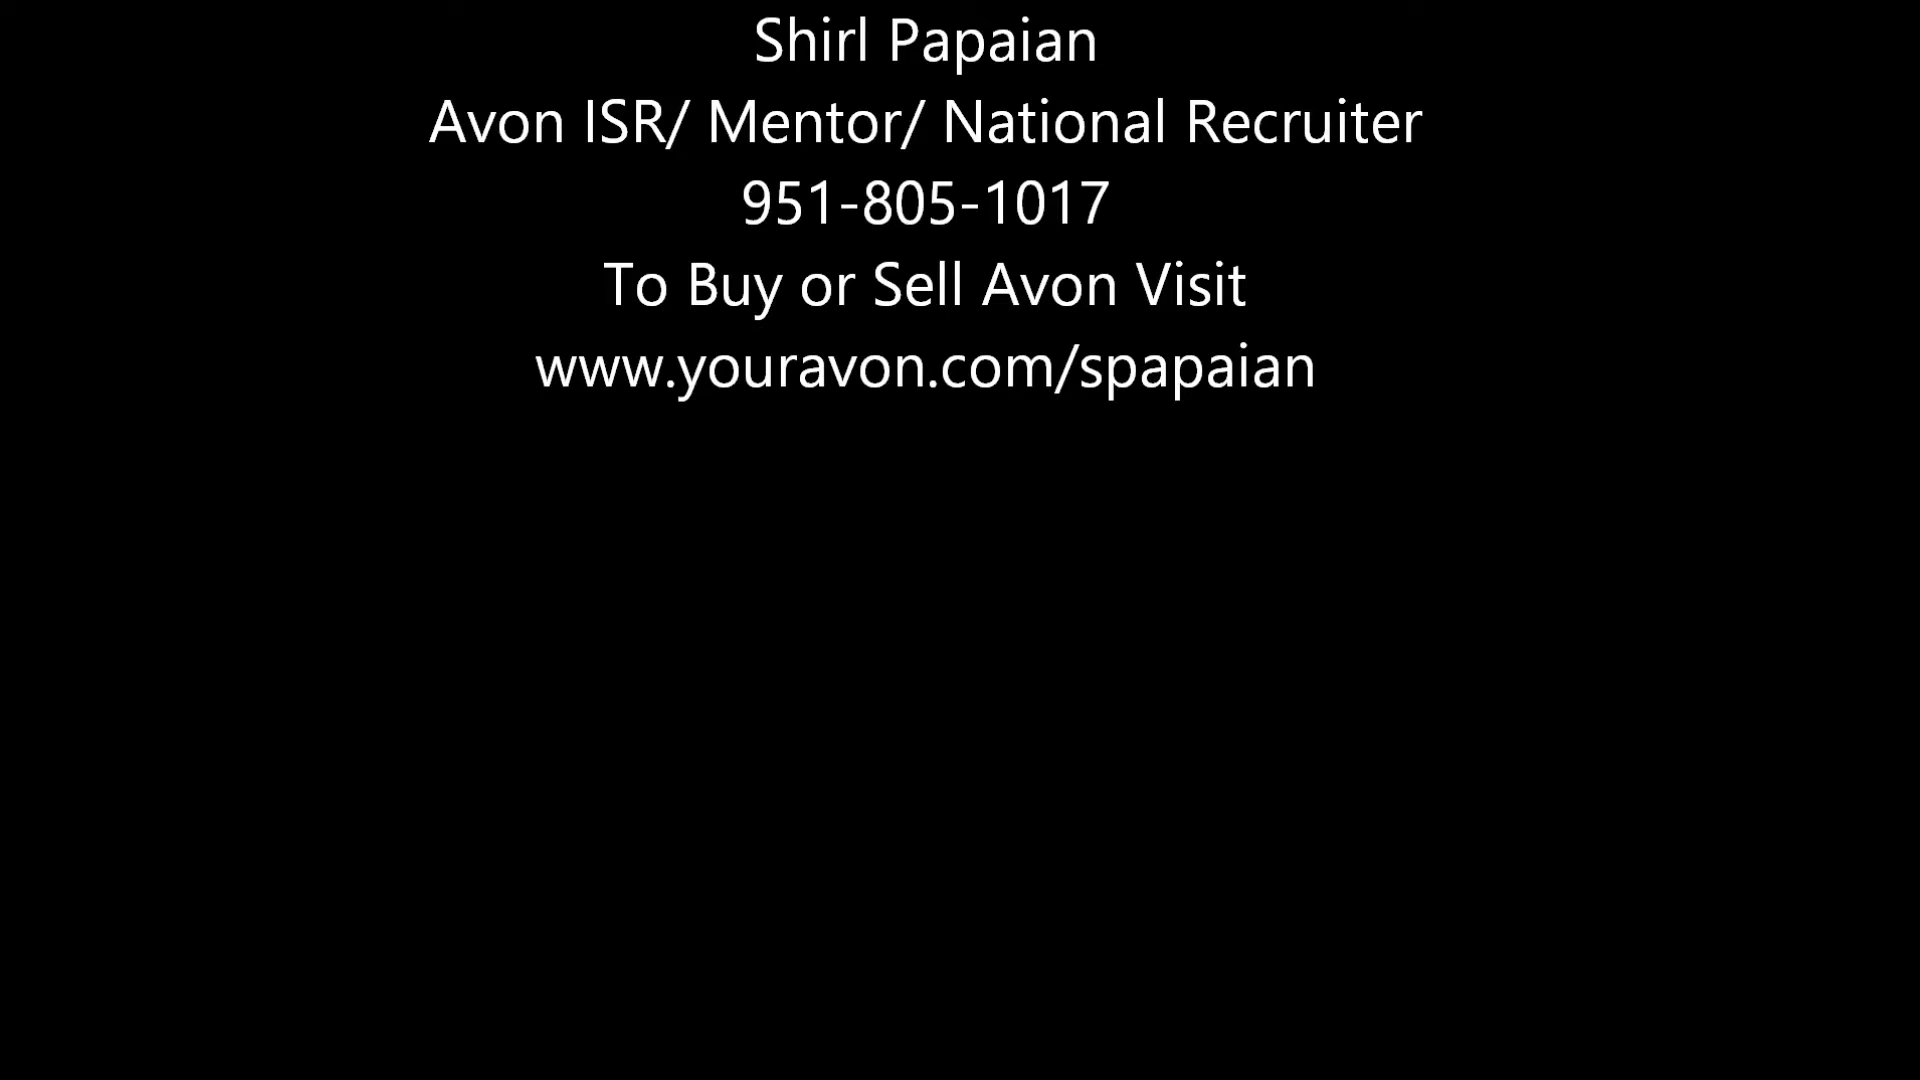 Shirl Papaian
Avon ISR/ Mentor/ National Recruiter
951-805-1017
To Buy or Sell Avon Visit
www.youravon.com/spapaian